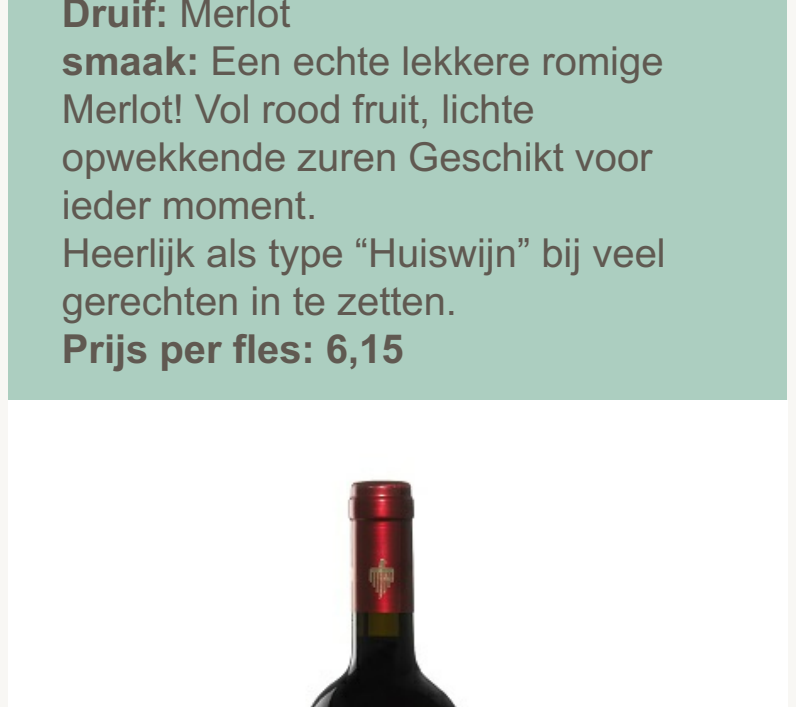 Druif: Merlot
smaak: Een echte lekkere romige
Merlot! Vol rood fruit, lichte
opwekkende zuren Geschikt voor
ieder moment.
Heerlijk als type “Huiswijn” bij veel
gerechten in te zetten.
Prijs per fles: 6,15